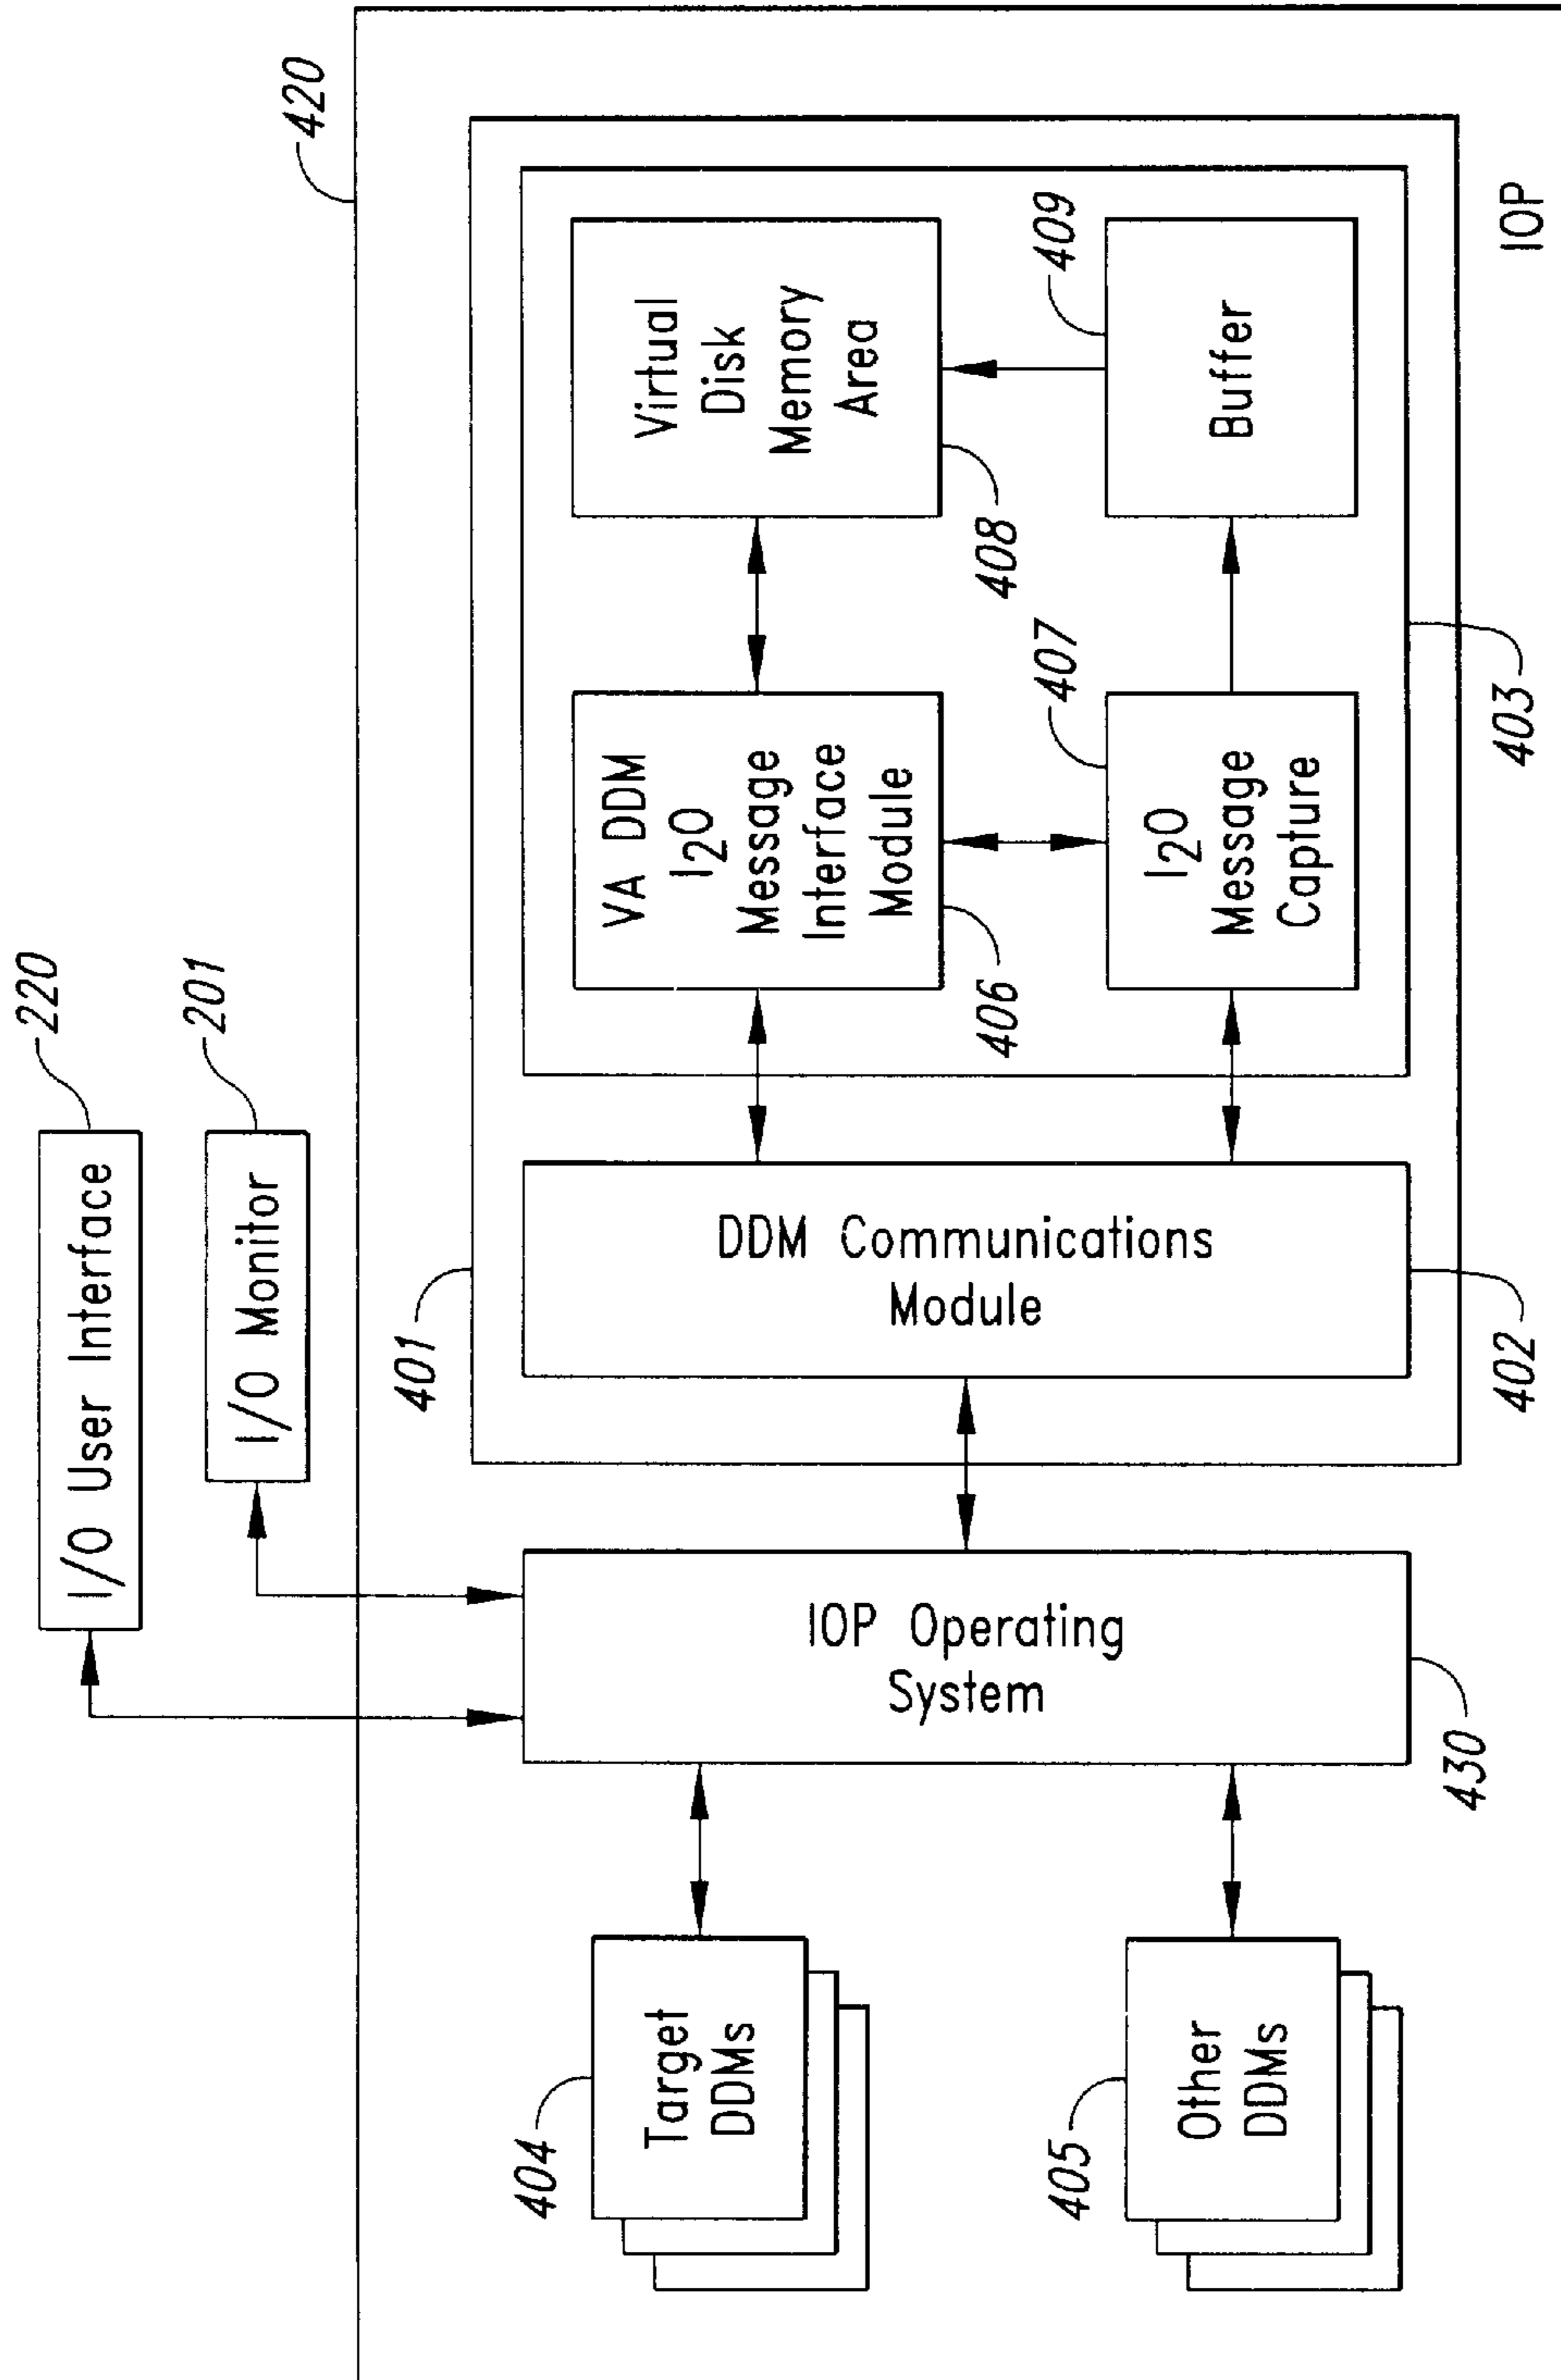 220
I/O User Interface
201
I/O Monitor
420
401
404
Target
DDMs
405
Other
DDMs
IOP Operating
System
430
DDM Communications
Module
402
VA DDM
I2O
Message
Interface
Module
406
407
I2O
Message
Capture
Virtual
Disk
Memory
Area
408
409
Buffer
403
IOP